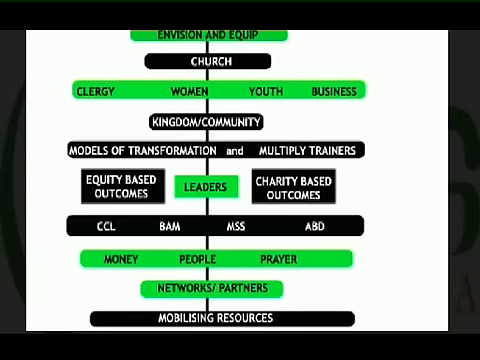 ENVISION AND EQUIP
CHURCH
CLERGY WOMEN YOUTH BUSINESS
KINGDOM/COMMUNITY
MODELS OF TRANSFORMATION and MULTIPLY TRAINERS
EQUITY BASED
OUTCOMES
LEADERS
CHARITY BASED
OUTCOMES
CCL BAM MSS ABD
MONEY PEOPLE PRAYER
NETWORKS/ PARTNERS
MOBILISING RESOURCES